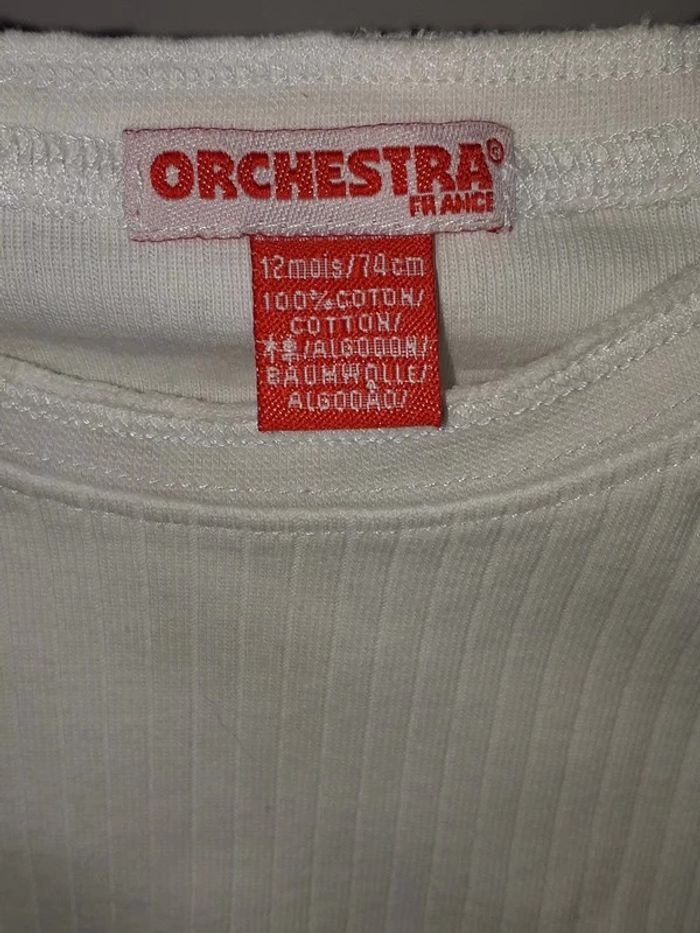 ORCHESTRA®
FRANCE
12mois/74cm
100%COTON/
COTTON/
棉/ALGODON/
BAUMWOLLE/
ALGODÃO/